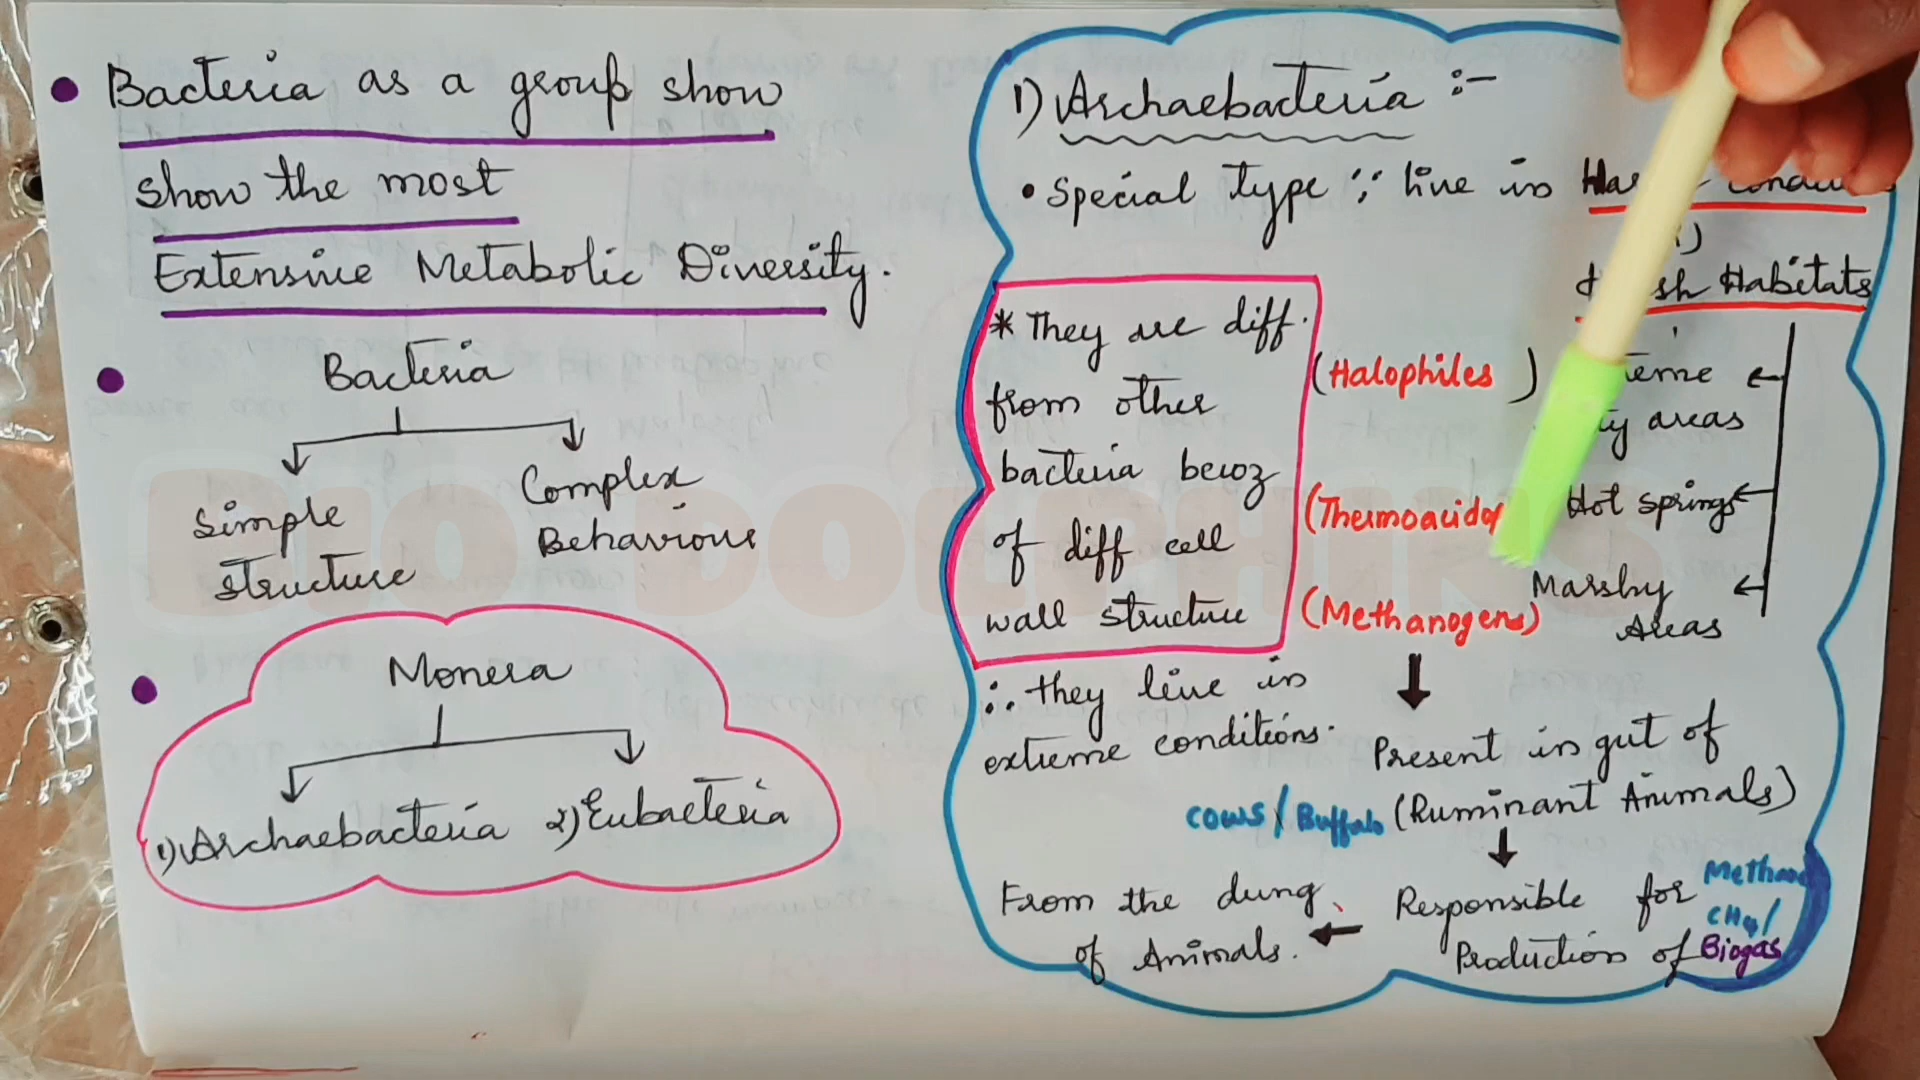 Bacteria as a group show
show the most
Extensive Metabolic Diversity.
Bacteria
Simple
structure
Complex
Behaviour
Monera
1) Archaebacteria 2) Eubacteria
1) Archaebacteria :-
• Special type ∵ live in
Habitats
* They are diff.
from other
bacteria becoz
of diff cell
wall structure
(Halophiles)
areas
Hot springs
(Methanogens)
Marshy
Areas
∴ they live in
extreme conditions.
Present in gut of
cows/Buffalo (Ruminant Animals)
Responsible for
Production of
CH4/
Biogas
From the dung
of Animals.
BIO DOLPHINS